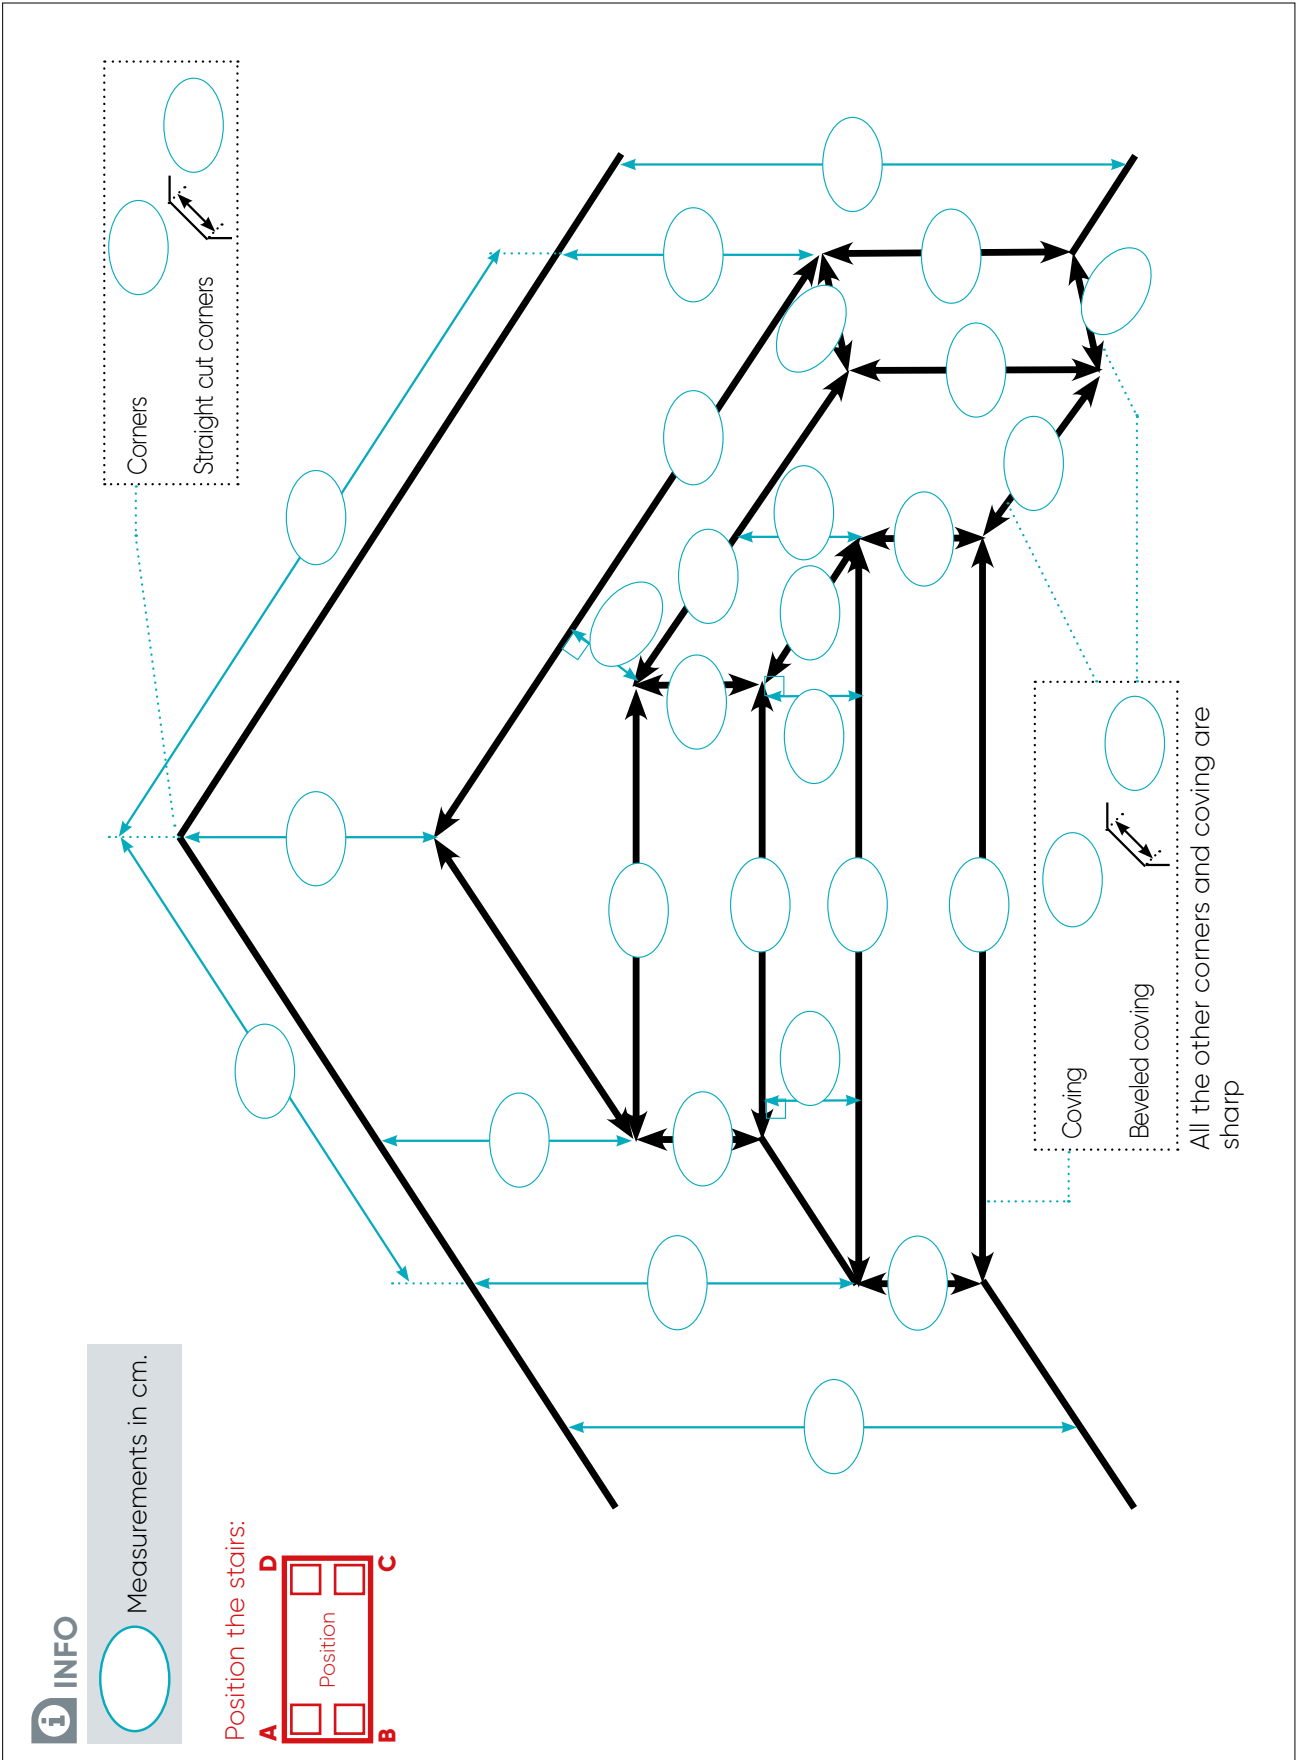 i INFO
Measurements in cm.
Position the stairs:
A
D
Position
B
C
Corners
Straight cut corners
Coving
Beveled coving
All the other corners and coving are
sharp